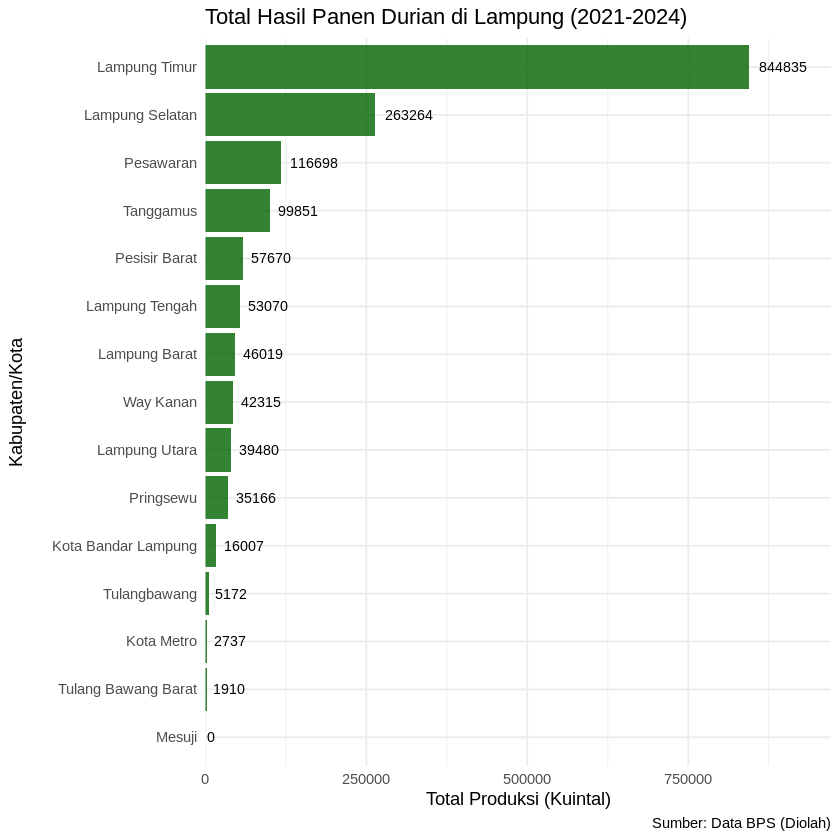 Total Hasil Panen Durian di Lampung (2021-2024)
Kabupaten/Kota
Lampung Timur 844835
Lampung Selatan 263264
Pesawaran 116698
Tanggamus 99851
Pesisir Barat 57670
Lampung Tengah 53070
Lampung Barat 46019
Way Kanan 42315
Lampung Utara 39480
Pringsewu 35166
Kota Bandar Lampung 16007
Tulangbawang 5172
Kota Metro 2737
Tulang Bawang Barat 1910
Mesuji 0
0 250000 500000 750000
Total Produksi (Kuintal)
Sumber: Data BPS (Diolah)